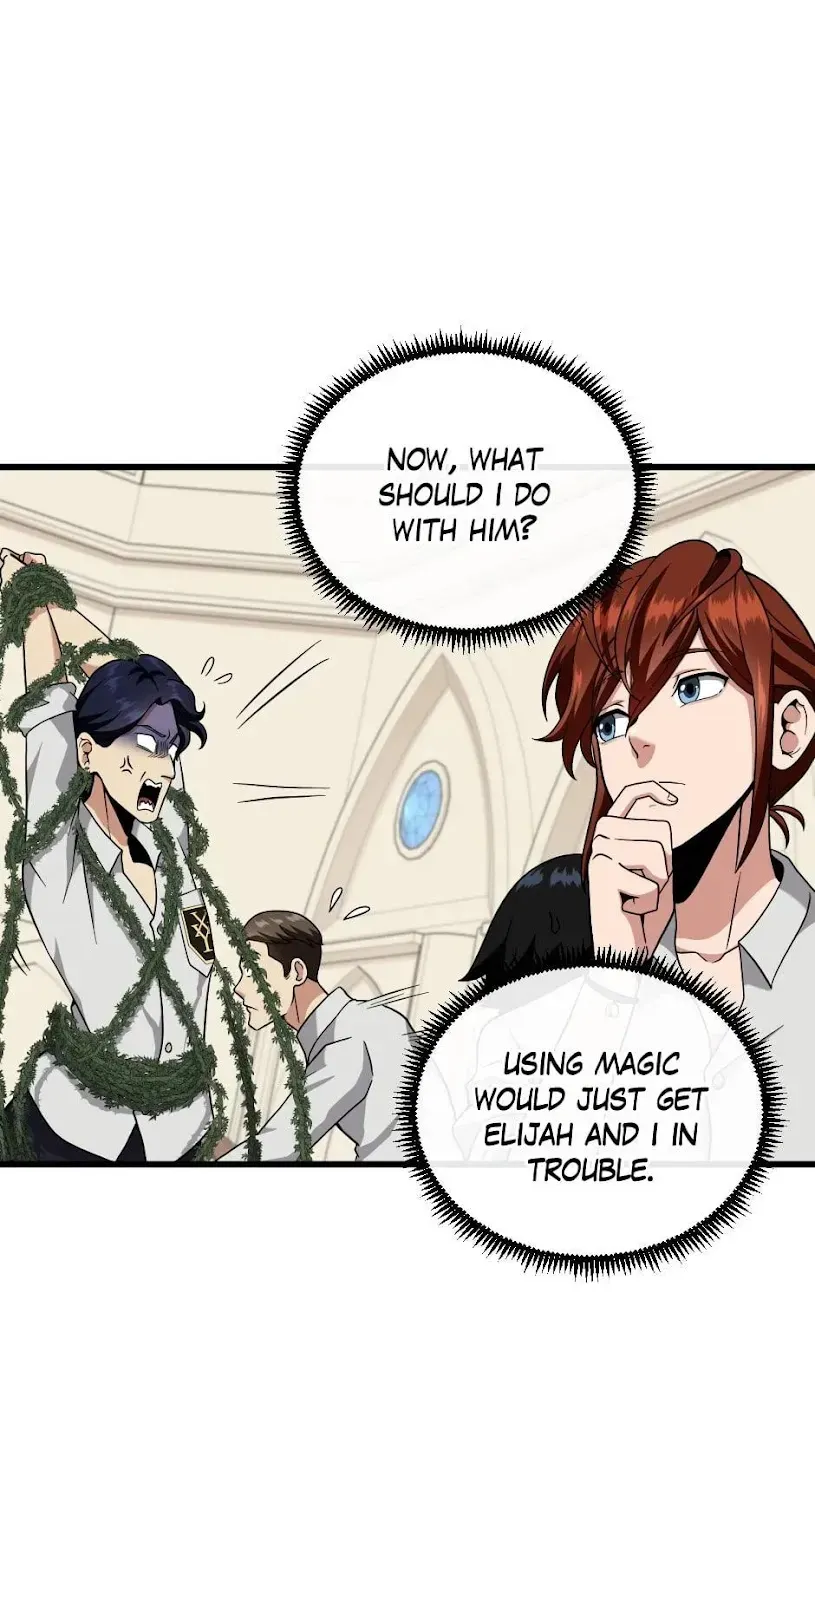 NOW, WHAT
SHOULD I DO
WITH HIM?
USING MAGIC
WOULD JUST GET
ELIJAH AND I IN
TROUBLE.